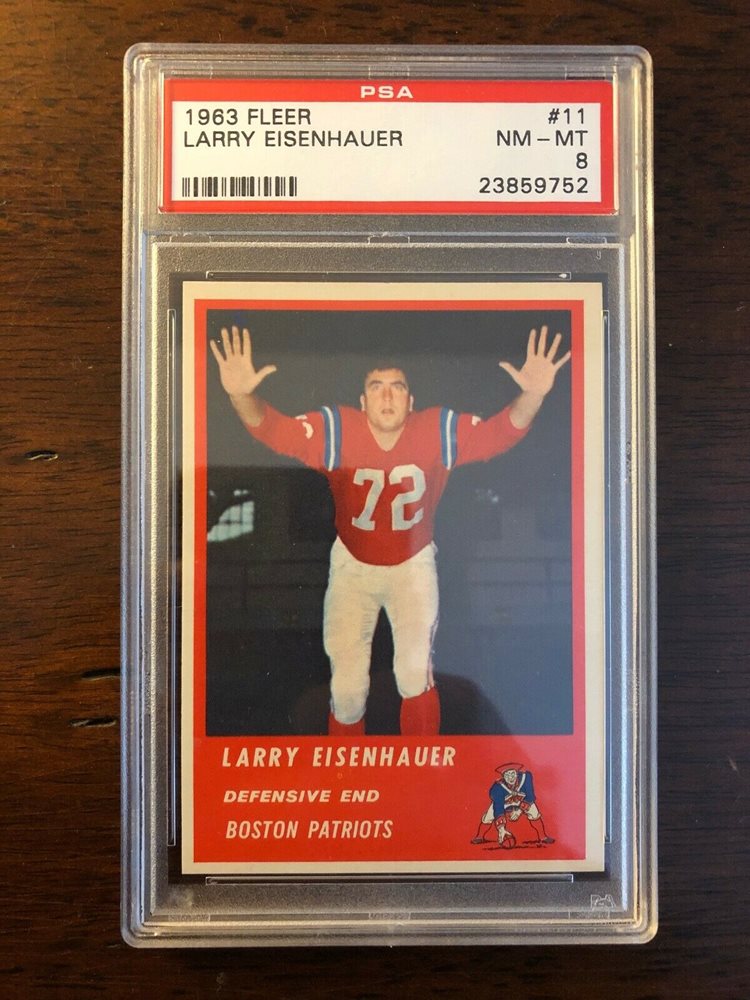 PSA
1963 FLEER #11
LARRY EISENHAUER NM - MT
8
23859752
72
LARRY EISENHAUER
DEFENSIVE END
BOSTON PATRIOTS